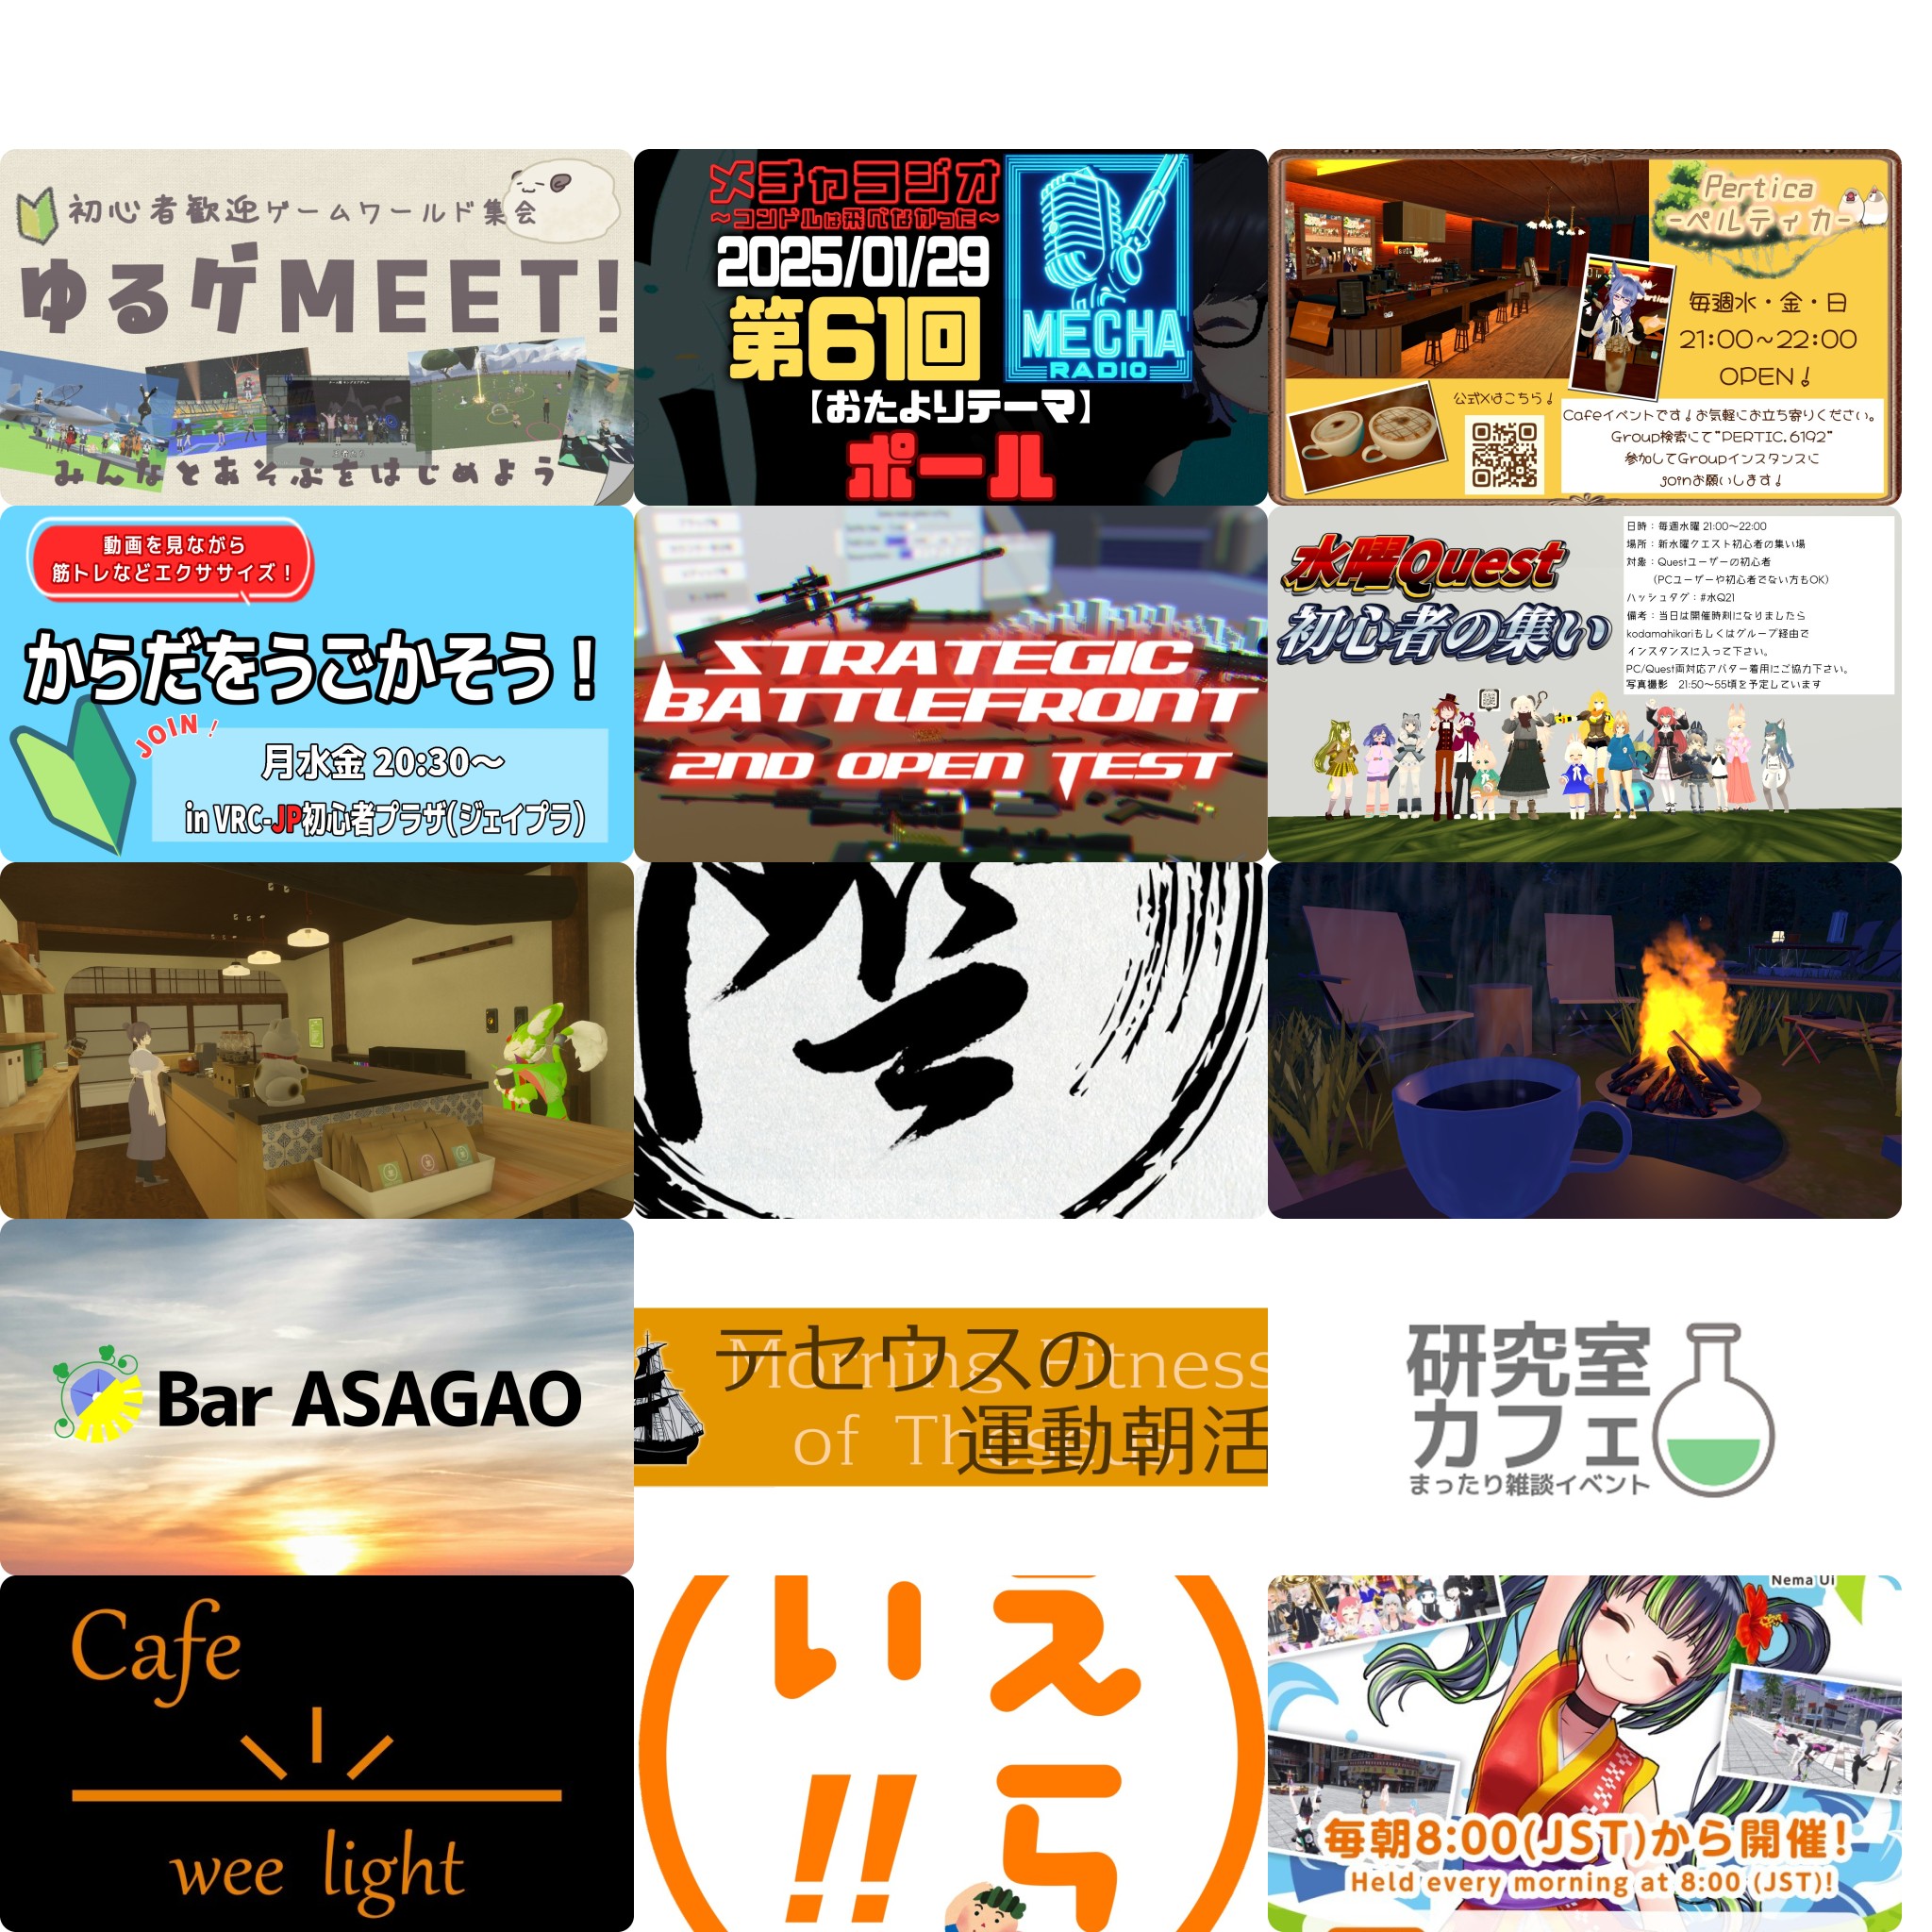 初心者歓迎ゲームワールド集会
ゆるゲMEET!
みんなとあそぶをはじめよう
メチャラジオ
~コンドルは飛べなかった~
2025/01/29
第61回
【おたよりテーマ】
ポール
MECHA
RADIO
Pertica
-ペルティカ-
毎週水・金・日
21:00~22:00
OPEN!
公式Xはこちら!
Cafeイベントです!お気軽にお立ち寄りください。
Group検索にて"PERTIC.6192"
参加してGroupインスタンスに
joinお願いします!
動画を見ながら
筋トレなどエクササイズ!
からだをうごかそう!
JOIN!
月水金 20:30~
in VRC-JP初心者プラザ(ジェイプラ)
STRATEGIC
BATTLEFRONT
2ND OPEN TEST
水曜Quest
初心者の集い
日時:毎週水曜 21:00~22:00
場所:新水曜クエスト初心者の集い場
対象:Questユーザーの初心者
(PCユーザーや初心者でない方もOK)
ハッシュタグ:#水Q21
備考:当日は開催時刻になりましたら
kodamahikariもしくはグループ経由で
インスタンスに入って下さい。
PC/Quest両対応アバター着用にご協力下さい。
写真撮影 21:50~55頃を予定しています
Bar ASAGAO
テセウスの
運動朝活
Morning Fitness
of Theseus
研究室
カフェ
まったり雑談イベント
Cafe
wee light
えら
い!!
Nema Ui
毎朝8:00(JST)から開催!
Held every morning at 8:00 (JST)!